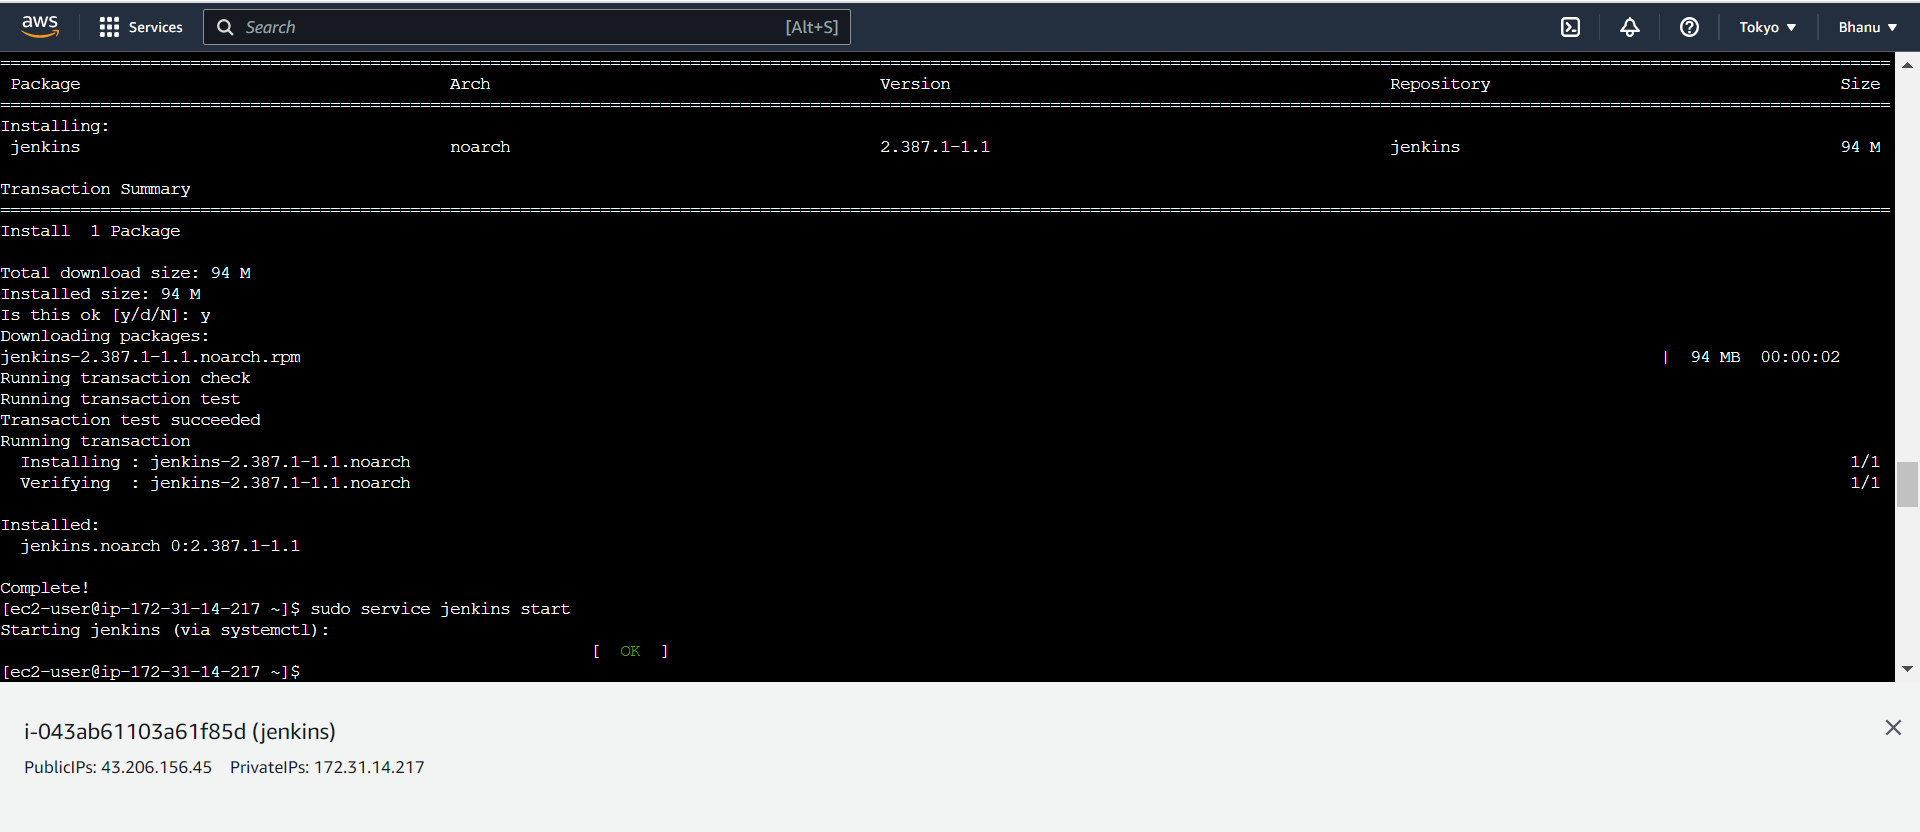 aws Services Search [Alt+S] Tokyo Bhanu
================================================================================
Package Arch Version Repository Size
================================================================================
Installing:
jenkins noarch 2.387.1-1.1 jenkins 94 M
Transaction Summary
================================================================================
Install 1 Package
Total download size: 94 M
Installed size: 94 M
Is this ok [y/d/N]: y
Downloading packages:
jenkins-2.387.1-1.1.noarch.rpm | 94 MB 00:00:02
Running transaction check
Running transaction test
Transaction test succeeded
Running transaction
Installing : jenkins-2.387.1-1.1.noarch 1/1
Verifying : jenkins-2.387.1-1.1.noarch 1/1
Installed:
jenkins.noarch 0:2.387.1-1.1
Complete!
[ec2-user@ip-172-31-14-217 ~]$ sudo service jenkins start
Starting jenkins (via systemctl):
[ OK ]
[ec2-user@ip-172-31-14-217 ~]$
i-043ab61103a61f85d (jenkins)
PublicIPs: 43.206.156.45 PrivateIPs: 172.31.14.217